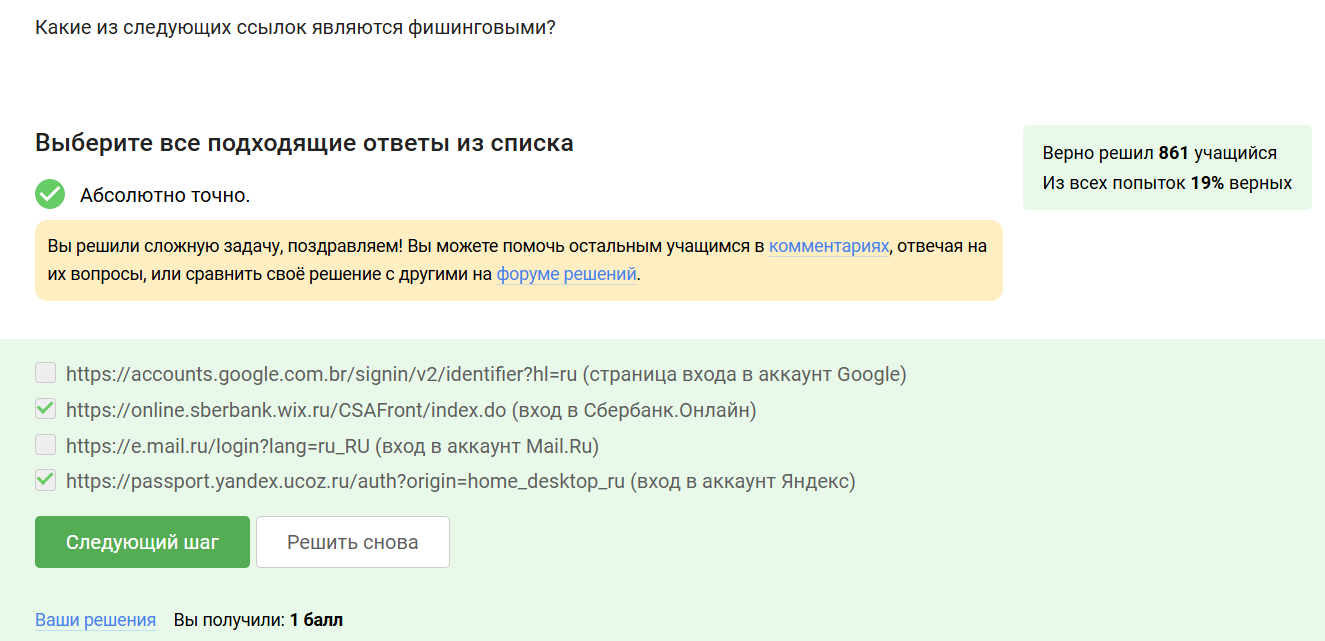 Какие из следующих ссылок являются фишинговыми?
Выберите все подходящие ответы из списка
Верно решил 861 учащийся
Из всех попыток 19% верных
Абсолютно точно.
Вы решили сложную задачу, поздравляем! Вы можете помочь остальным учащимся в комментариях, отвечая на
их вопросы, или сравнить своё решение с другими на форуме решений.
https://accounts.google.com.br/signin/v2/identifier?hl=ru (страница входа в аккаунт Google)
https://online.sberbank.wix.ru/CSAFront/index.do (вход в Сбербанк.Онлайн)
https://e.mail.ru/login?lang=ru_RU (вход в аккаунт Mail.Ru)
https://passport.yandex.ucoz.ru/auth?origin=home_desktop_ru (вход в аккаунт Яндекс)
Следующий шаг
Решить снова
Ваши решения Вы получили: 1 балл